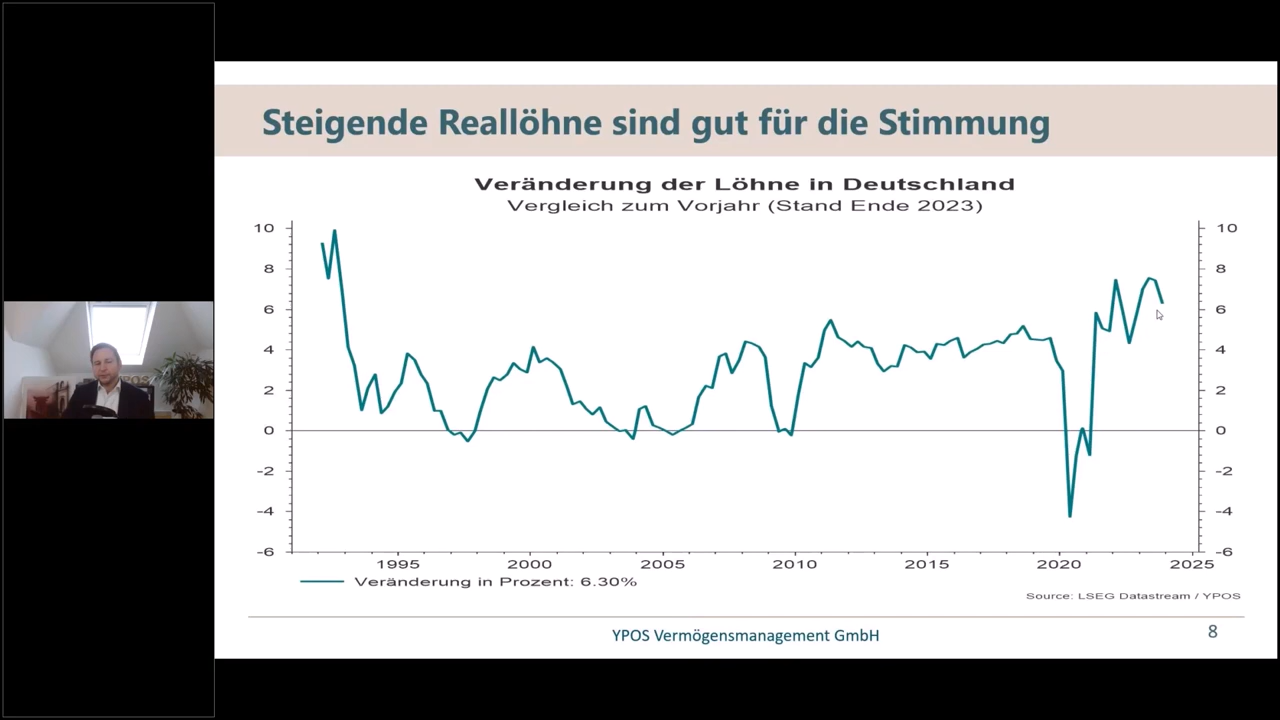 Steigende Reallöhne sind gut für die Stimmung
Veränderung der Löhne in Deutschland
Vergleich zum Vorjahr (Stand Ende 2023)
10 10
8 8
6 6
4 4
2 2
0 0
-2 -2
-4 -4
-6 -6
1995 2000 2005 2010 2015 2020 2025
Veränderung in Prozent: 6.30%
Source: LSEG Datastream / YPOS
YPOS Vermögensmanagement GmbH
8
YPOS